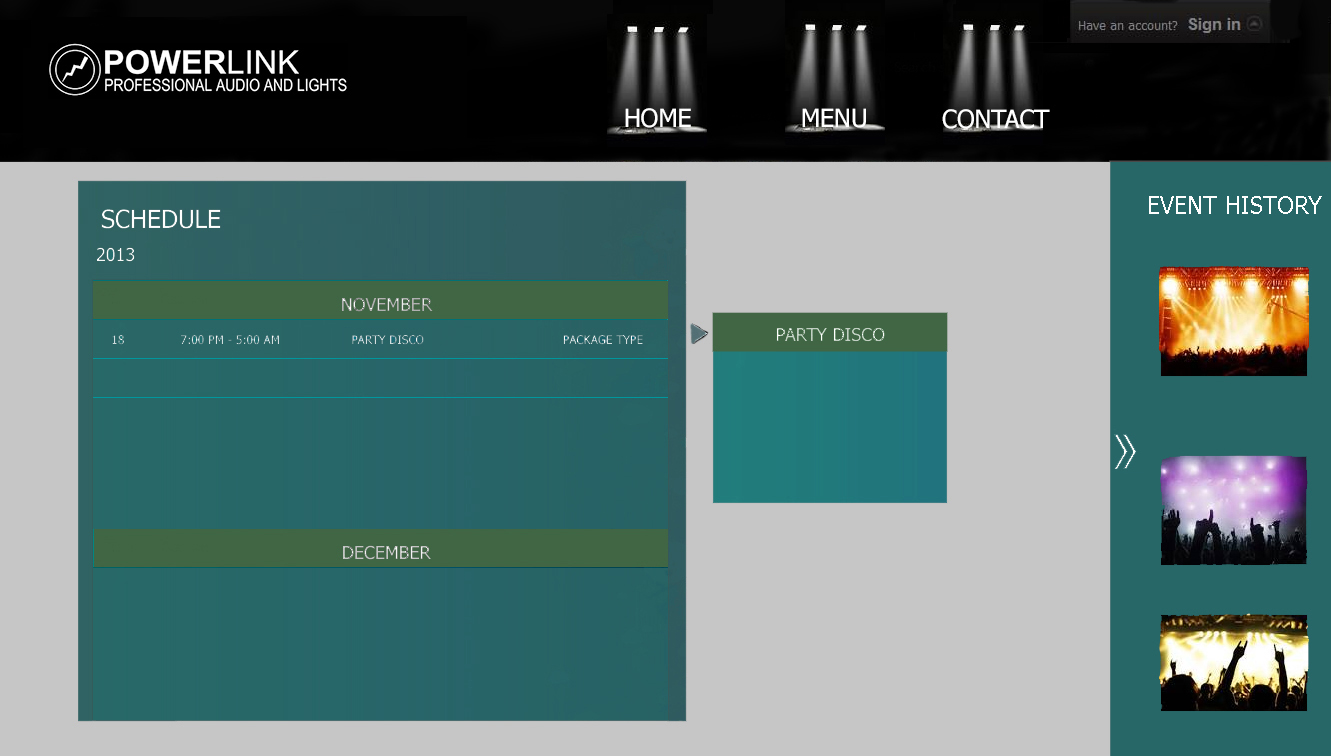 Have an account? Sign in
POWERLINK
PROFESSIONAL AUDIO AND LIGHTS
HOME MENU CONTACT
SCHEDULE
2013
NOVEMBER
18 7:00 PM - 5:00 AM PARTY DISCO PACKAGE TYPE
DECEMBER
PARTY DISCO
EVENT HISTORY